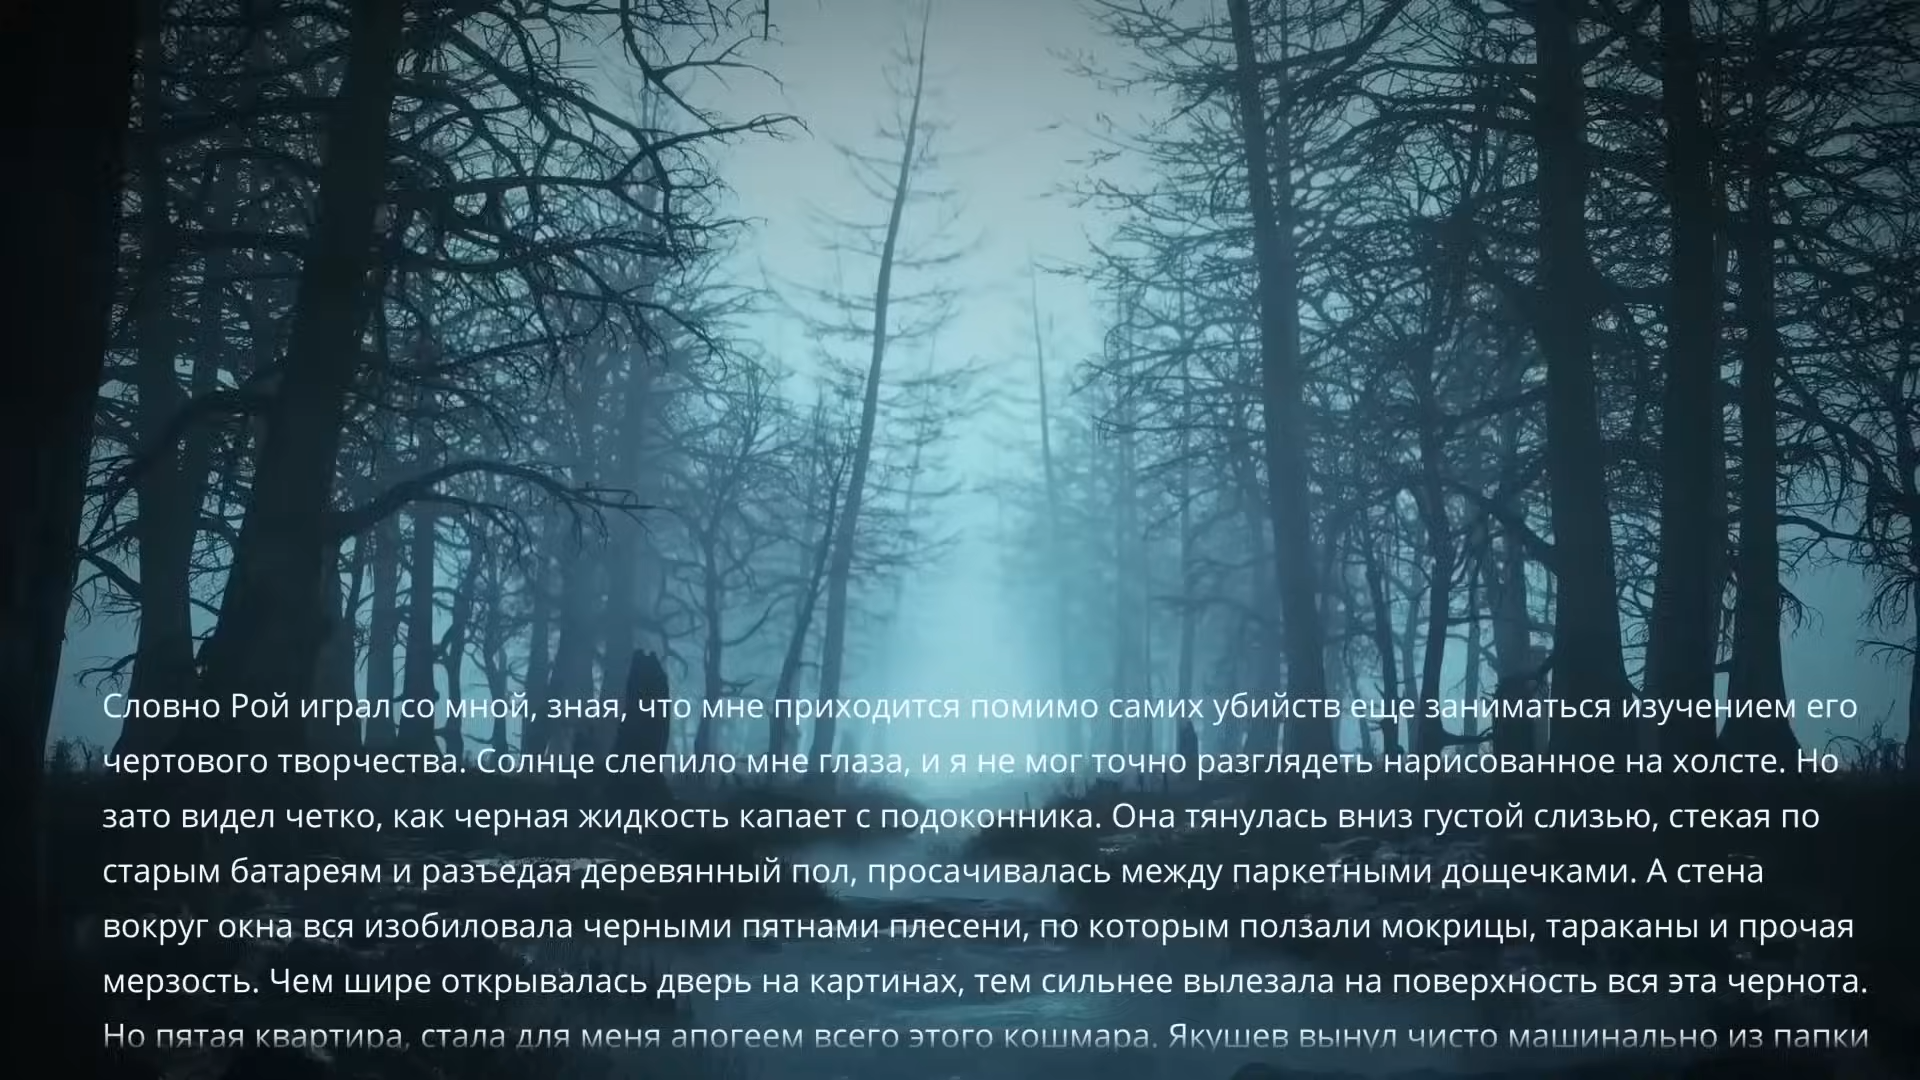 Словно Рой играл со мной, зная, что мне приходится помимо самих убийств еще заниматься изучением его
чертового творчества. Солнце слепило мне глаза, и я не мог точно разглядеть нарисованное на холсте. Но
зато видел четко, как черная жидкость капает с подоконника. Она тянулась вниз густой слизью, стекая по
старым батареям и разъедая деревянный пол, просачивалась между паркетными дощечками. А стена
вокруг окна вся изобиловала черными пятнами плесени, по которым ползали мокрицы, тараканы и прочая
мерзость. Чем шире открывалась дверь на картинах, тем сильнее вылезала на поверхность вся эта чернота.
Но пятая квартира, стала для меня апогеем всего этого кошмара. Якушев вынул чисто машинально из папки